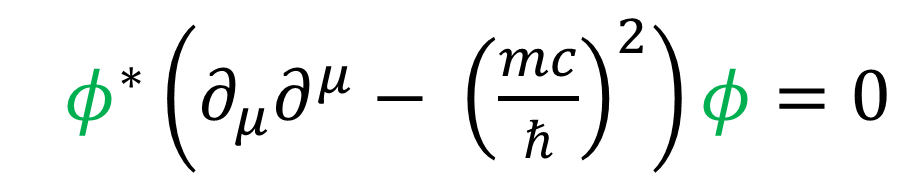 ϕ*(∂_μ∂^μ − (mc/ħ)²)ϕ = 0